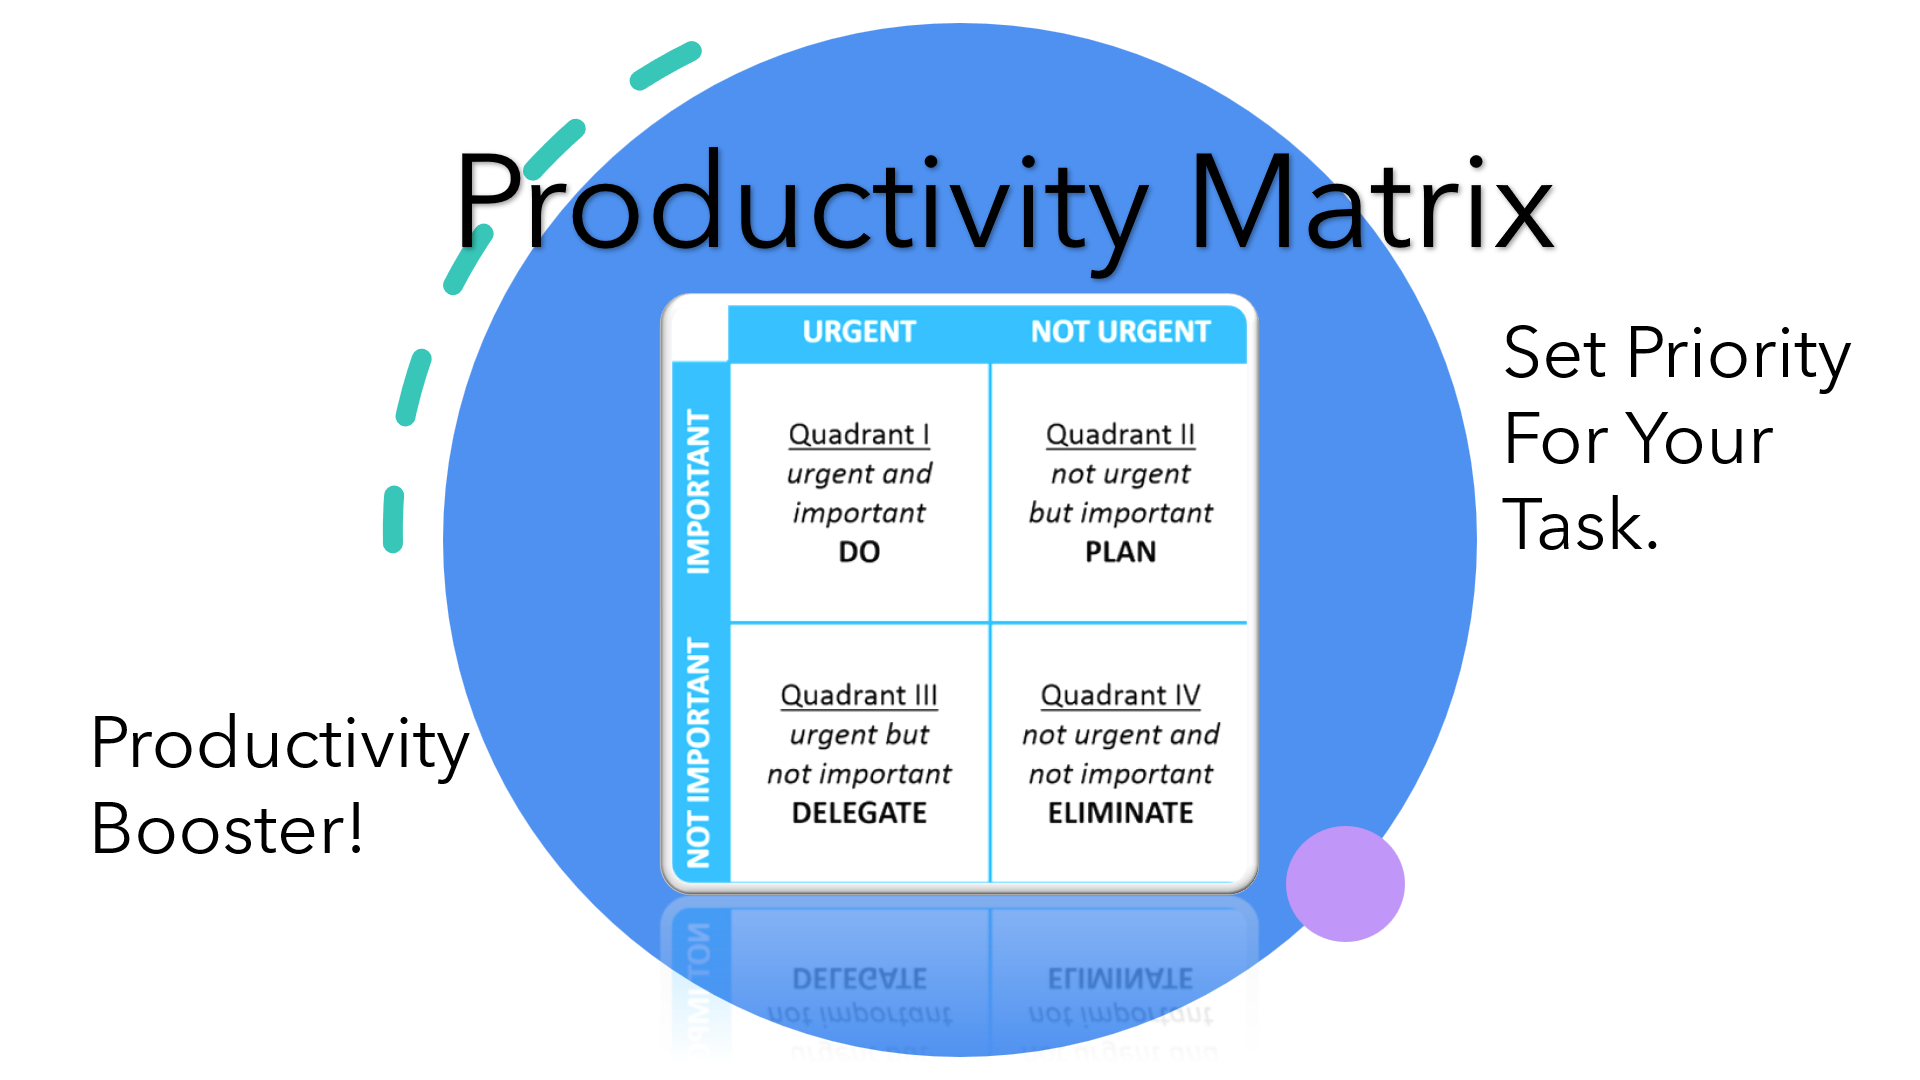 Productivity Matrix
URGENT
NOT URGENT
IMPORTANT
Quadrant I
urgent and
important
DO
Quadrant II
not urgent
but important
PLAN
NOT IMPORTANT
Quadrant III
urgent but
not important
DELEGATE
Quadrant IV
not urgent and
not important
ELIMINATE
Set Priority
For Your
Task.
Productivity
Booster!